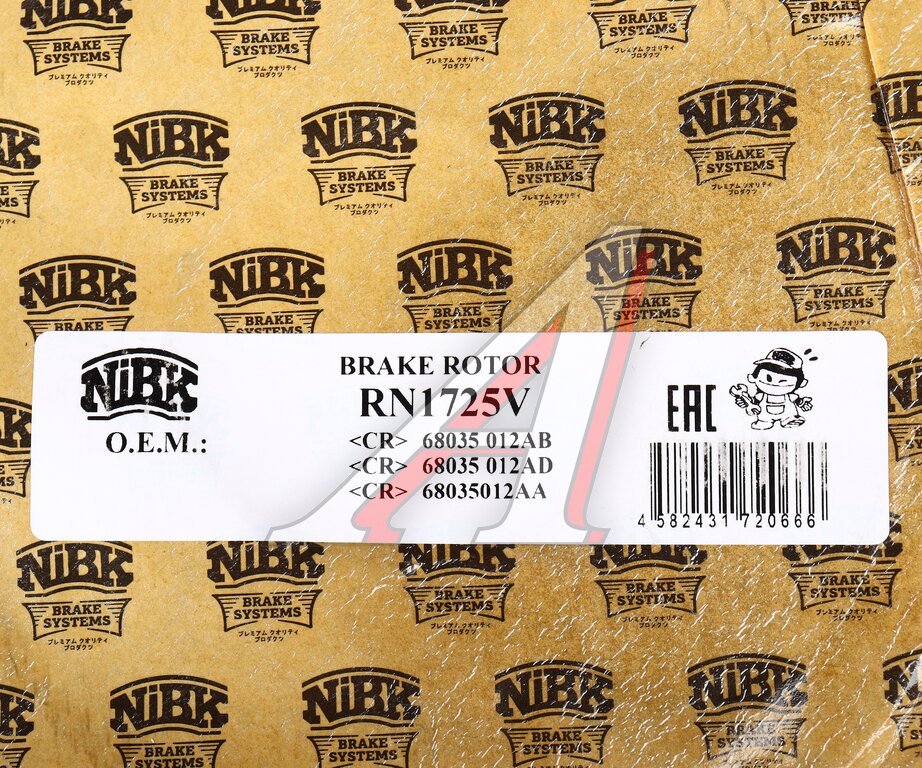 NiBK
BRAKE
SYSTEMS
プレミアム クオリティ
プロダクツ
NiBK
BRAKE ROTOR
RN1725V
O.E.M.:
<CR> 68035 012AB
<CR> 68035 012AD
<CR> 68035012AA
EAC
4 582431 720666